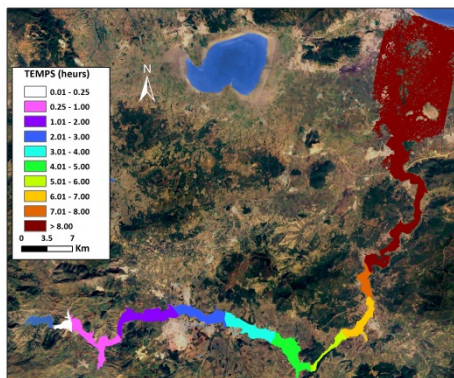 N
TEMPS (heurs)
0.01 - 0.25
0.25 - 1.00
1.01 - 2.00
2.01 - 3.00
3.01 - 4.00
4.01 - 5.00
5.01 - 6.00
6.01 - 7.00
7.01 - 8.00
> 8.00
0 3.5 7
Km